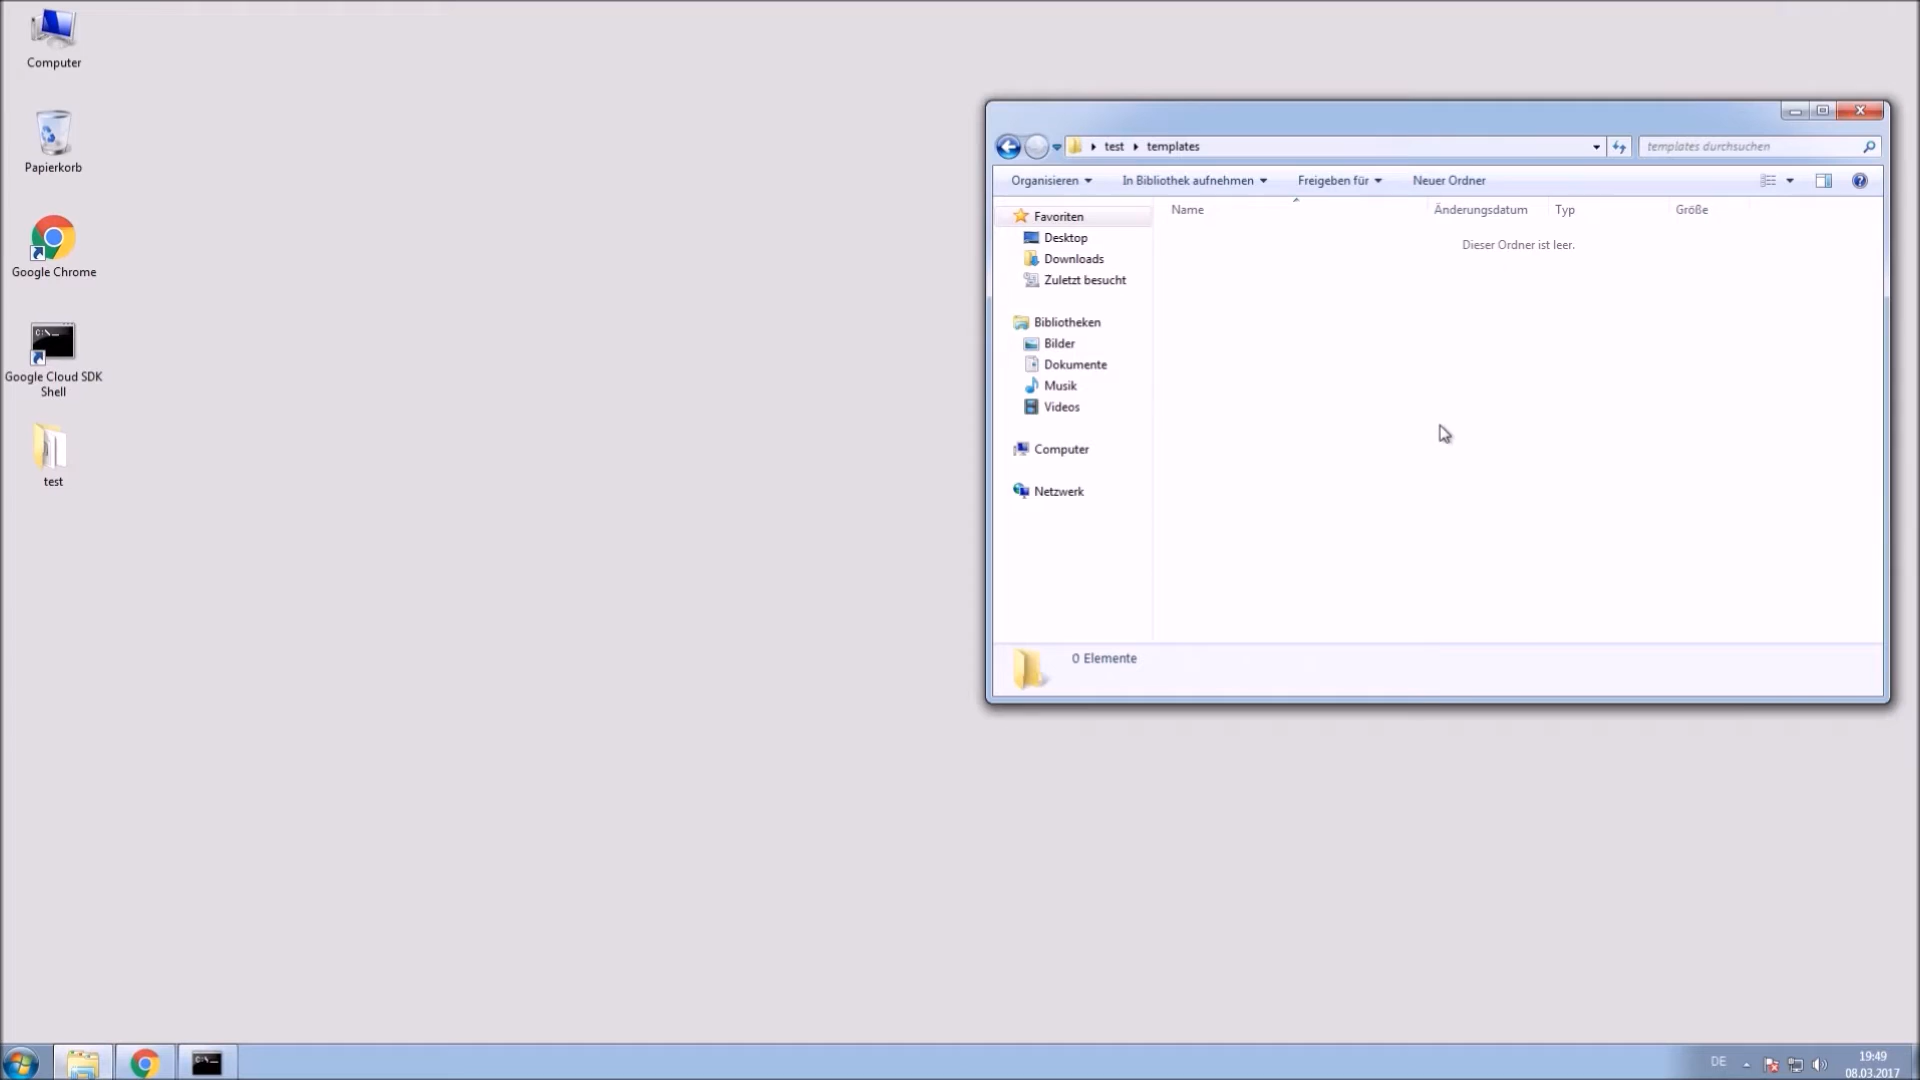 Computer
Papierkorb
Google Chrome
C:\
Google Cloud SDK
Shell
test
test
templates
templates durchsuchen
Organisieren
In Bibliothek aufnehmen
Freigeben für
Neuer Ordner
Favoriten
Desktop
Downloads
Zuletzt besucht
Bibliotheken
Bilder
Dokumente
Musik
Videos
Computer
Netzwerk
Name
Änderungsdatum
Typ
Größe
Dieser Ordner ist leer.
0 Elemente
DE
19:49
08.03.2017